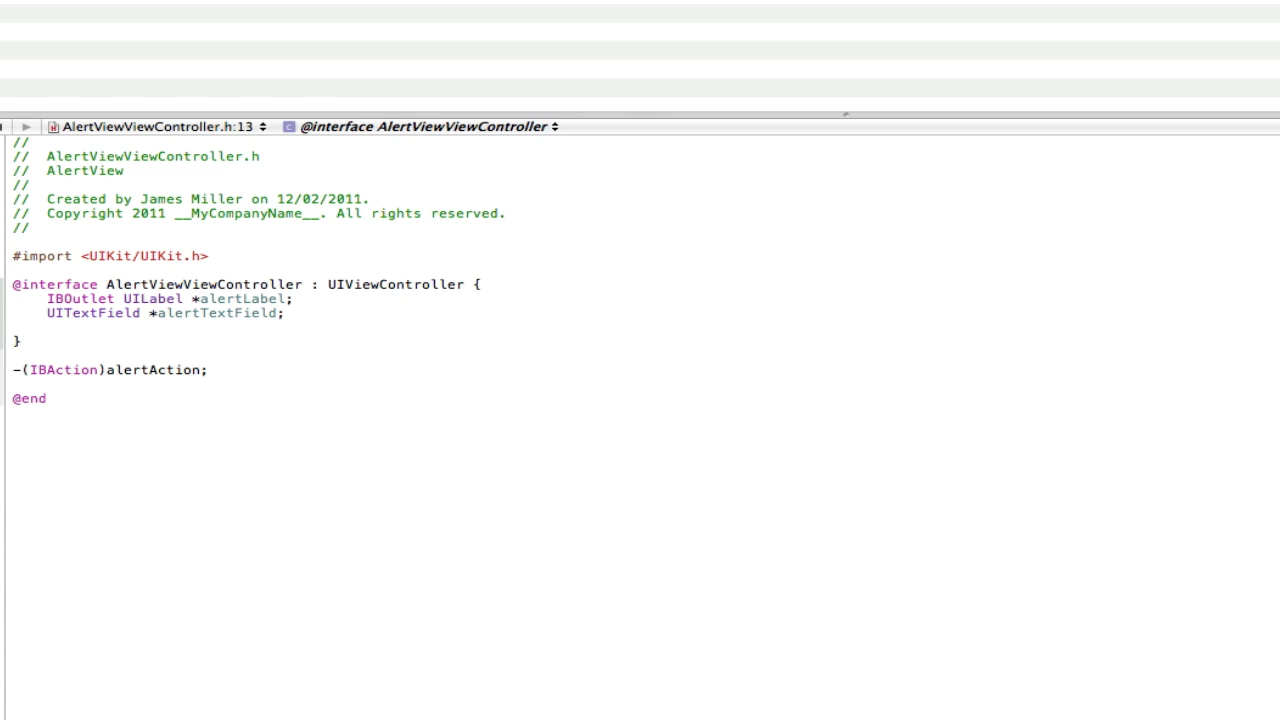 AlertViewViewController.h:13 @interface AlertViewViewController
//
// AlertViewViewController.h
// AlertView
//
// Created by James Miller on 12/02/2011.
// Copyright 2011 __MyCompanyName__. All rights reserved.
//
#import <UIKit/UIKit.h>
@interface AlertViewViewController : UIViewController {
IBOutlet UILabel *alertLabel;
UITextField *alertTextField;
}
-(IBAction)alertAction;
@end